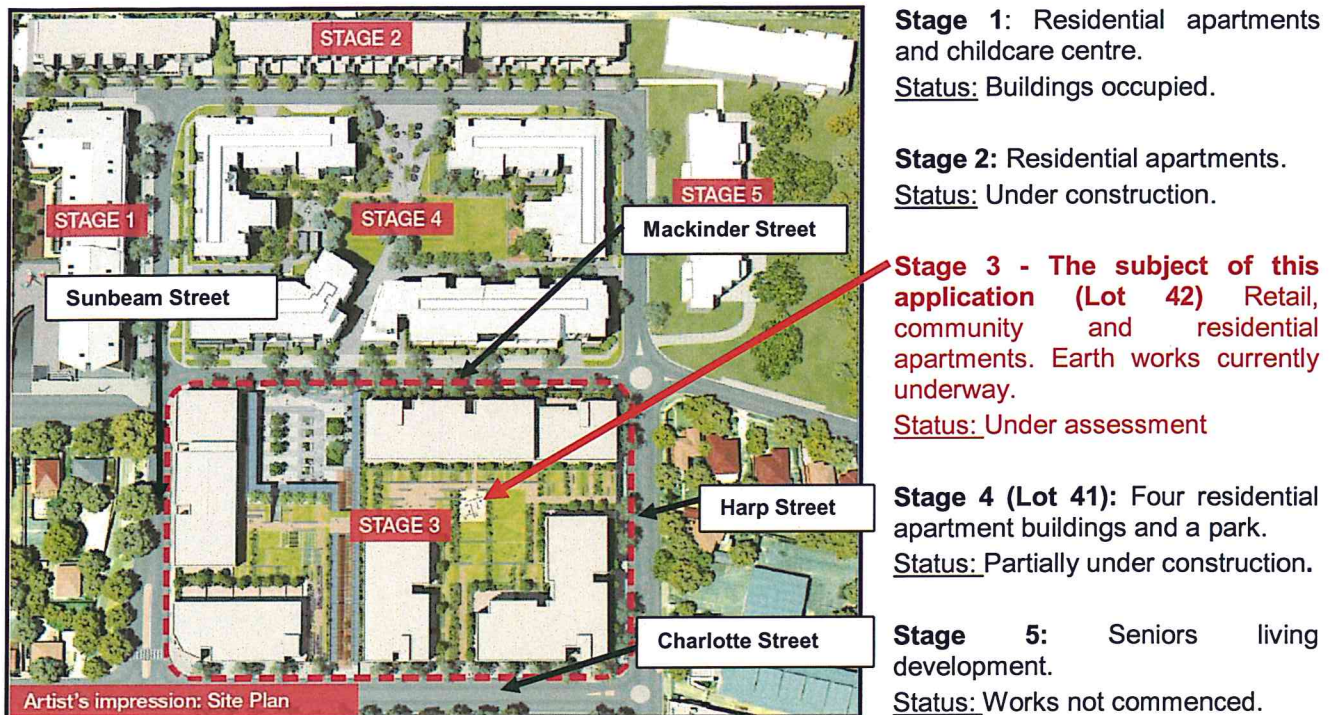 STAGE 2
STAGE 1
STAGE 4
STAGE 5
Mackinder Street
Sunbeam Street
STAGE 3
Harp Street
Charlotte Street
Artist's impression: Site Plan
Stage 1: Residential apartments
and childcare centre.
Status: Buildings occupied.
Stage 2: Residential apartments.
Status: Under construction.
Stage 3 - The subject of this
application (Lot 42) Retail,
community and residential
apartments. Earth works currently
underway.
Status: Under assessment
Stage 4 (Lot 41): Four residential
apartment buildings and a park.
Status: Partially under construction.
Stage 5: Seniors living
development.
Status: Works not commenced.